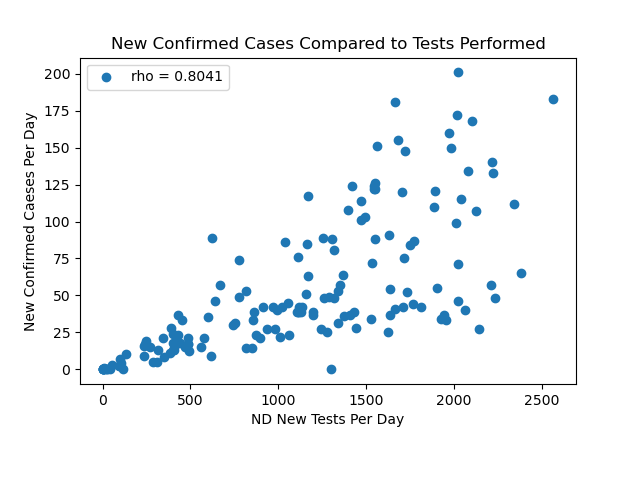 New Confirmed Cases Compared to Tests Performed
rho = 0.8041
200
175
150
125
100
75
50
25
0
New Confirmed Caeses Per Day
0 500 1000 1500 2000 2500
ND New Tests Per Day